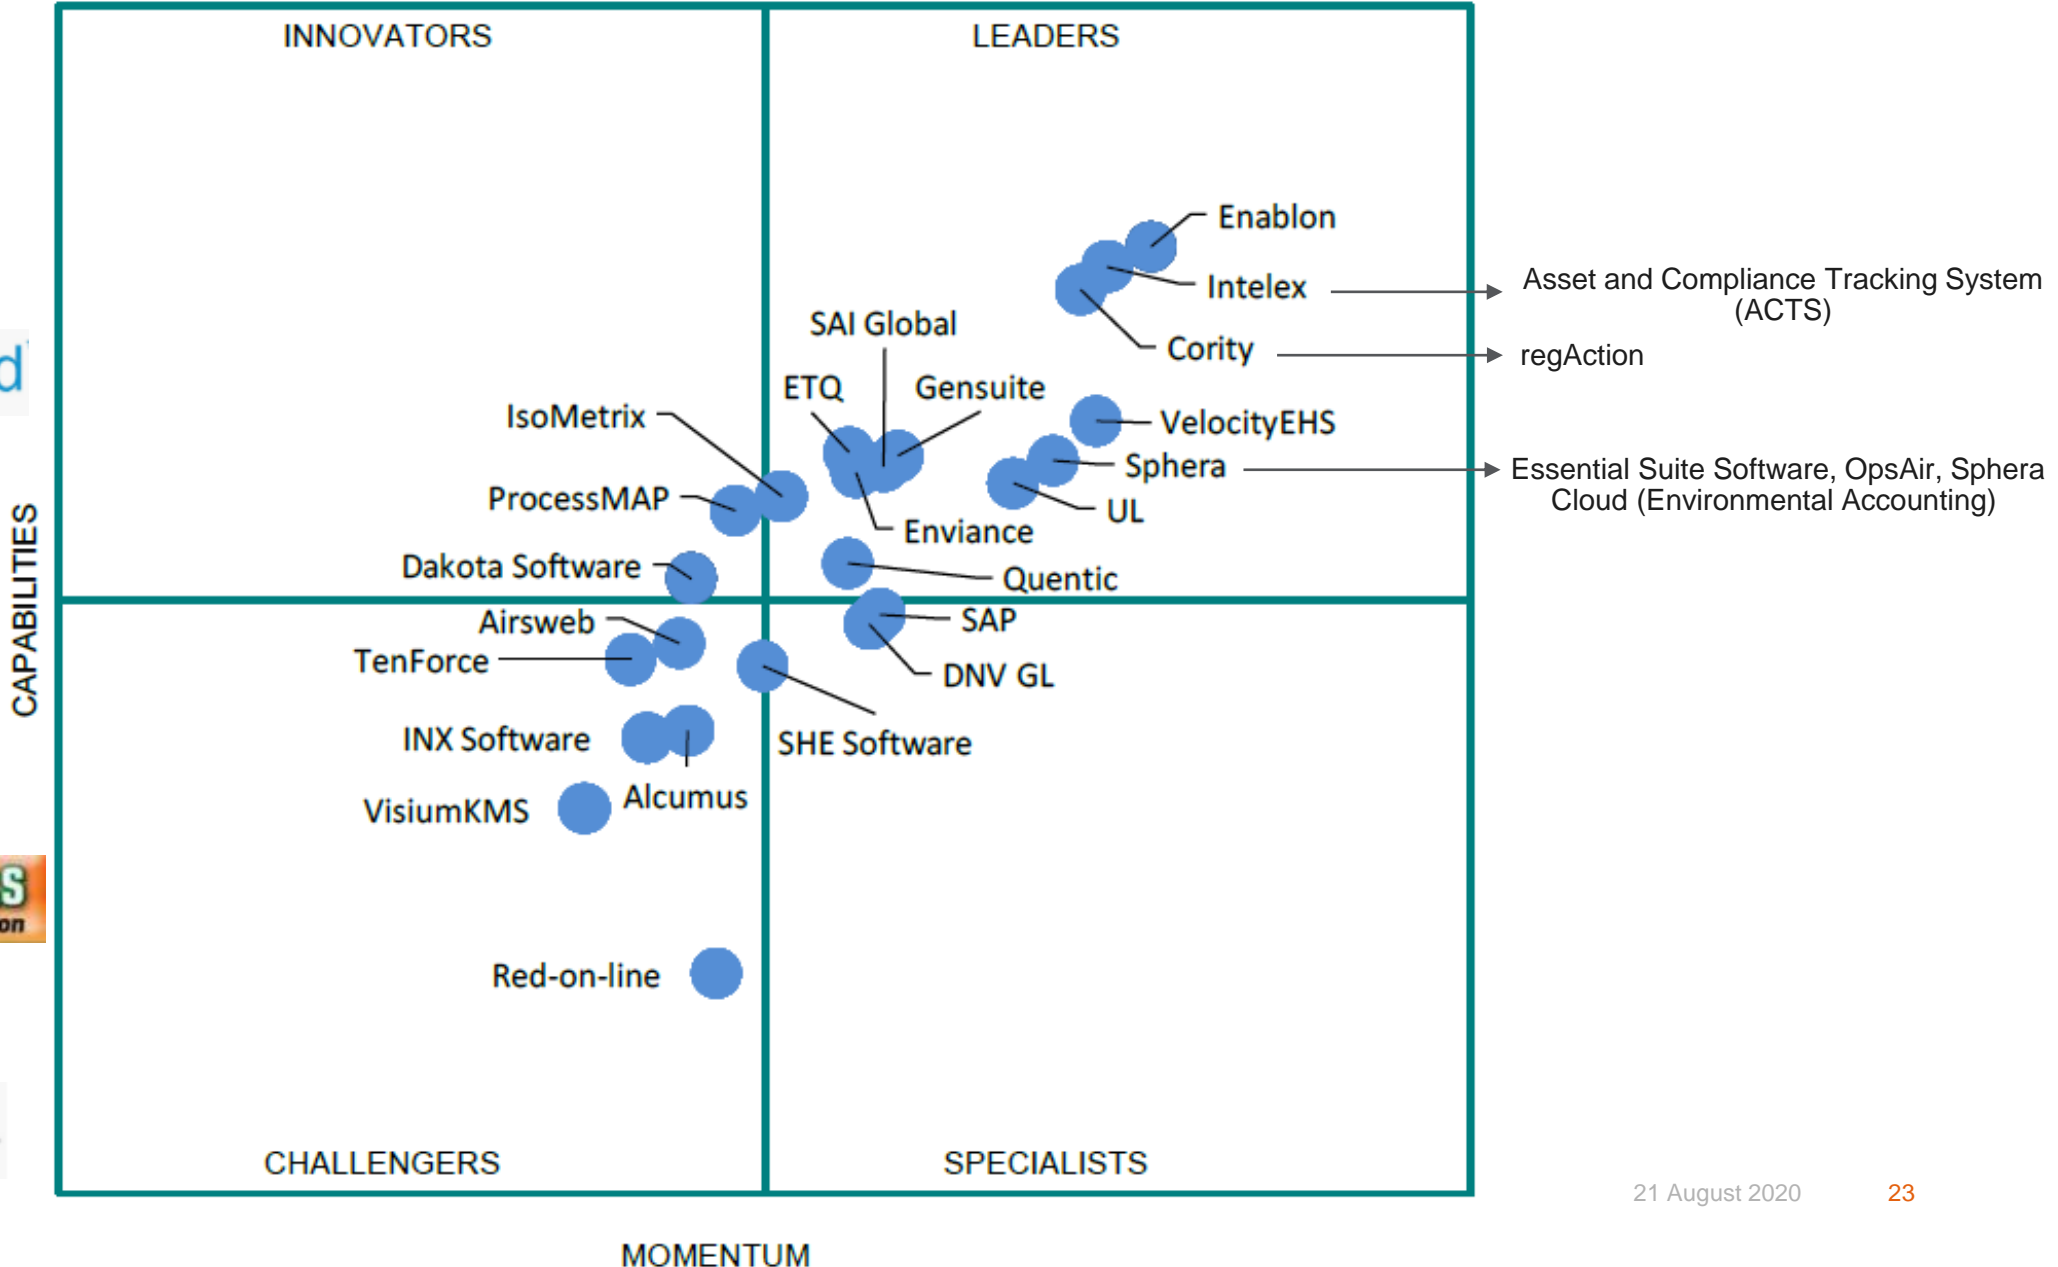 INNOVATORS
LEADERS
Enablon
Intelex
Asset and Compliance Tracking System
(ACTS)
SAI Global
Cority
regAction
d
ETQ
Gensuite
IsoMetrix
VelocityEHS
Sphera
Essential Suite Software, OpsAir, Sphera
Cloud (Environmental Accounting)
ProcessMAP
UL
Enviance
Dakota Software
Quentic
CAPABILITIES
Airsweb
SAP
TenForce
DNV GL
INX Software
SHE Software
Alcumus
VisiumKMS
S
on
Red-on-line
CHALLENGERS
SPECIALISTS
21 August 2020
23
MOMENTUM